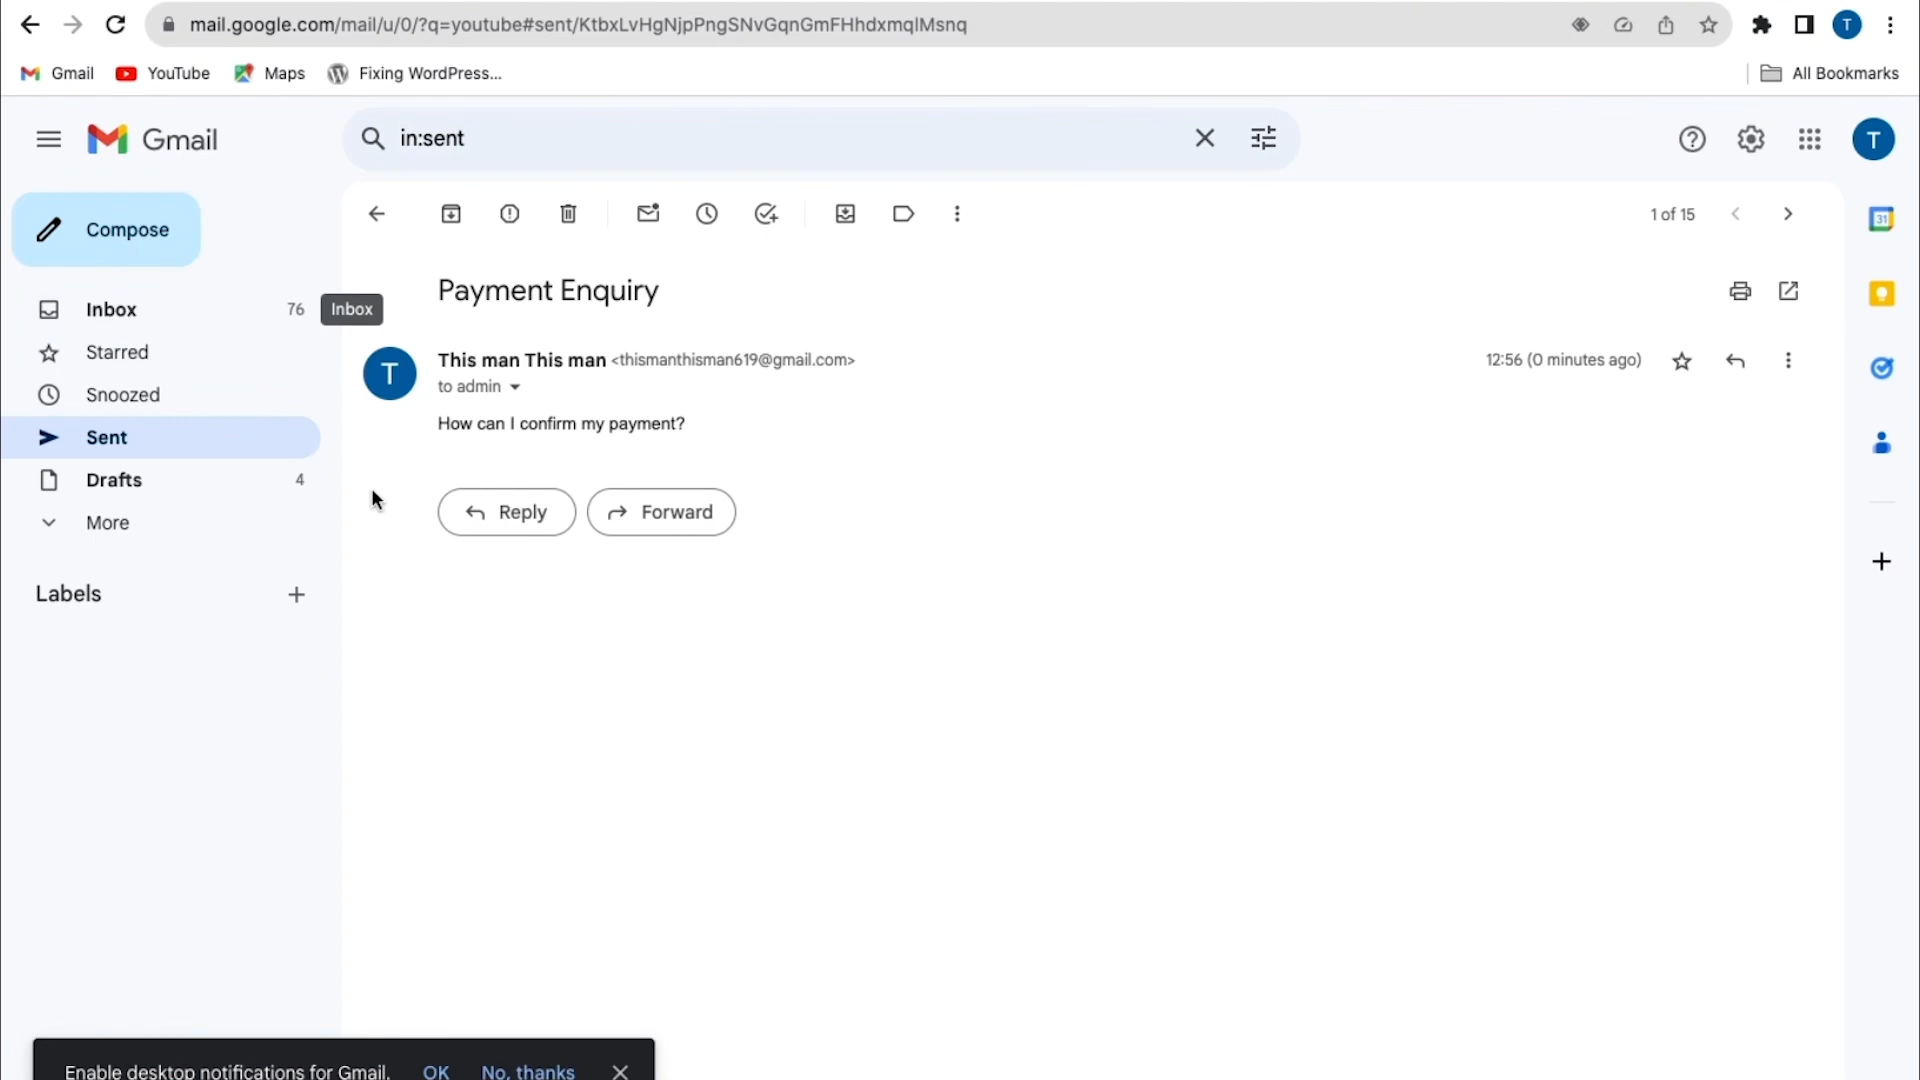 mail.google.com/mail/u/0/?q=youtube#sent/KtbxLvHgNjpPngSNvGqnGmFHhdxmqlMsnq
T
Gmail YouTube Maps Fixing WordPress... All Bookmarks
Gmail in:sent T
Compose
1 of 15
31
Payment Enquiry
Inbox 76 Inbox
Starred
Snoozed
Sent
Drafts 4
More
T
This man This man <thismanthisman619@gmail.com> 12:56 (0 minutes ago)
to admin
How can I confirm my payment?
Reply Forward
Labels
Enable desktop notifications for Gmail. OK No, thanks